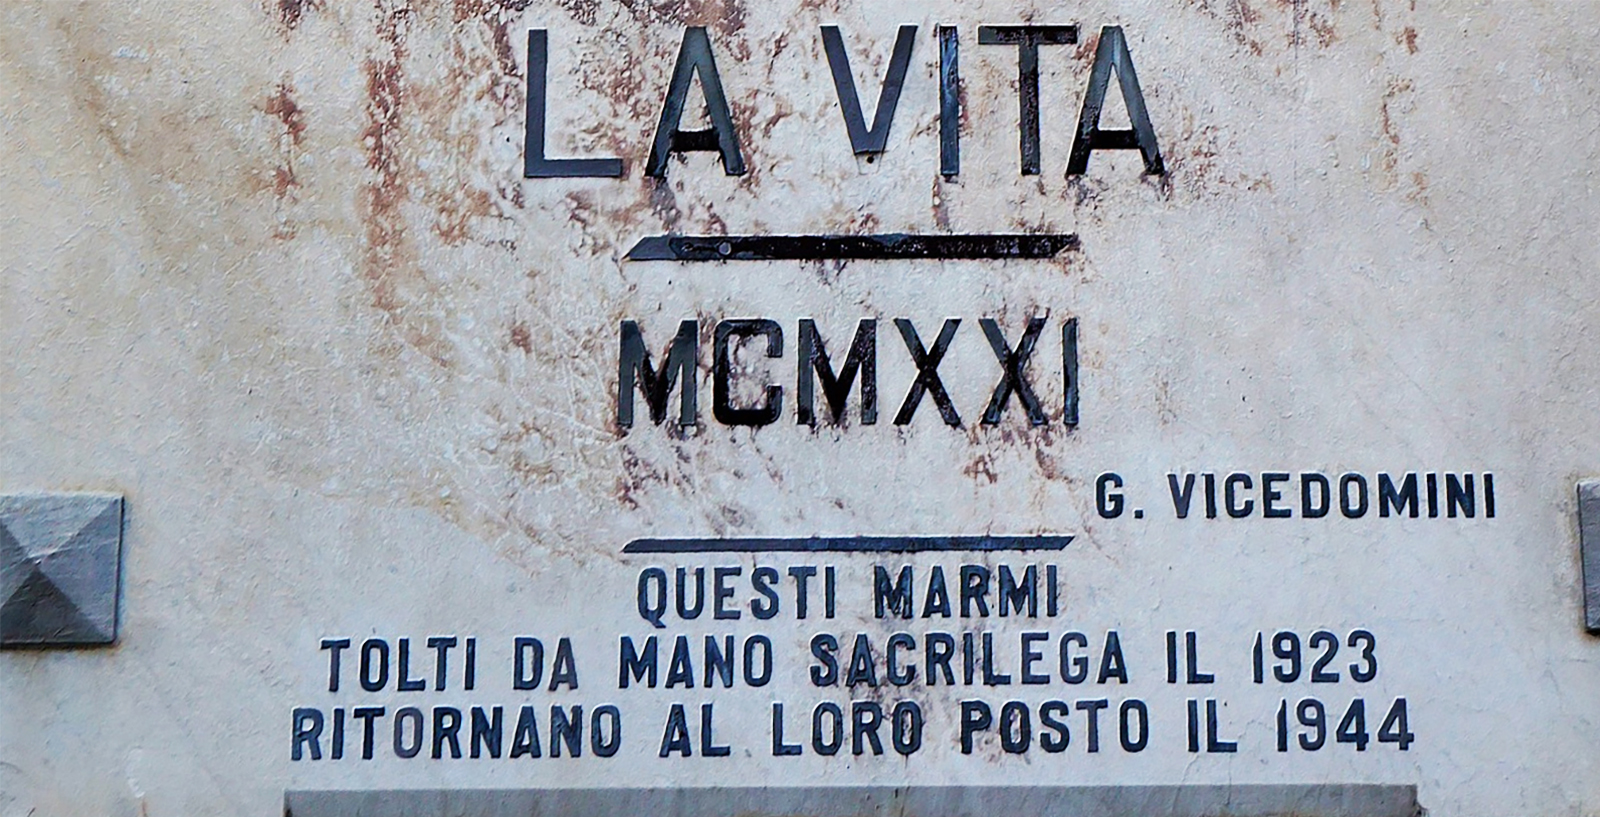 LA VITA
MCMXXI
G. VICEDOMINI
QUESTI MARMI
TOLTI DA MANO SACRILEGA IL 1923
RITORNANO AL LORO POSTO IL 1944